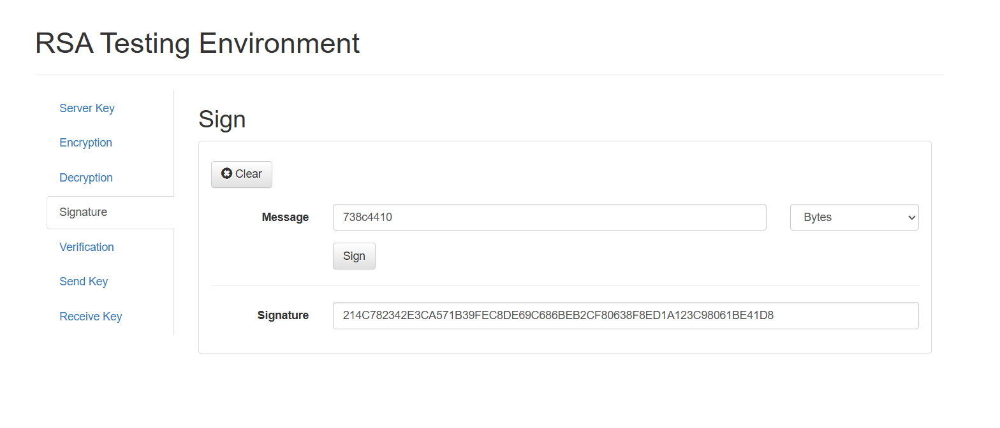 RSA Testing Environment
Server Key
Encryption
Decryption
Signature
Verification
Send Key
Receive Key
Sign
Clear
Message 738c4410 Bytes
Sign
Signature 214C782342E3CA571B39FEC8DE69C686BEB2CF80638F8ED1A123C98061BE41D8